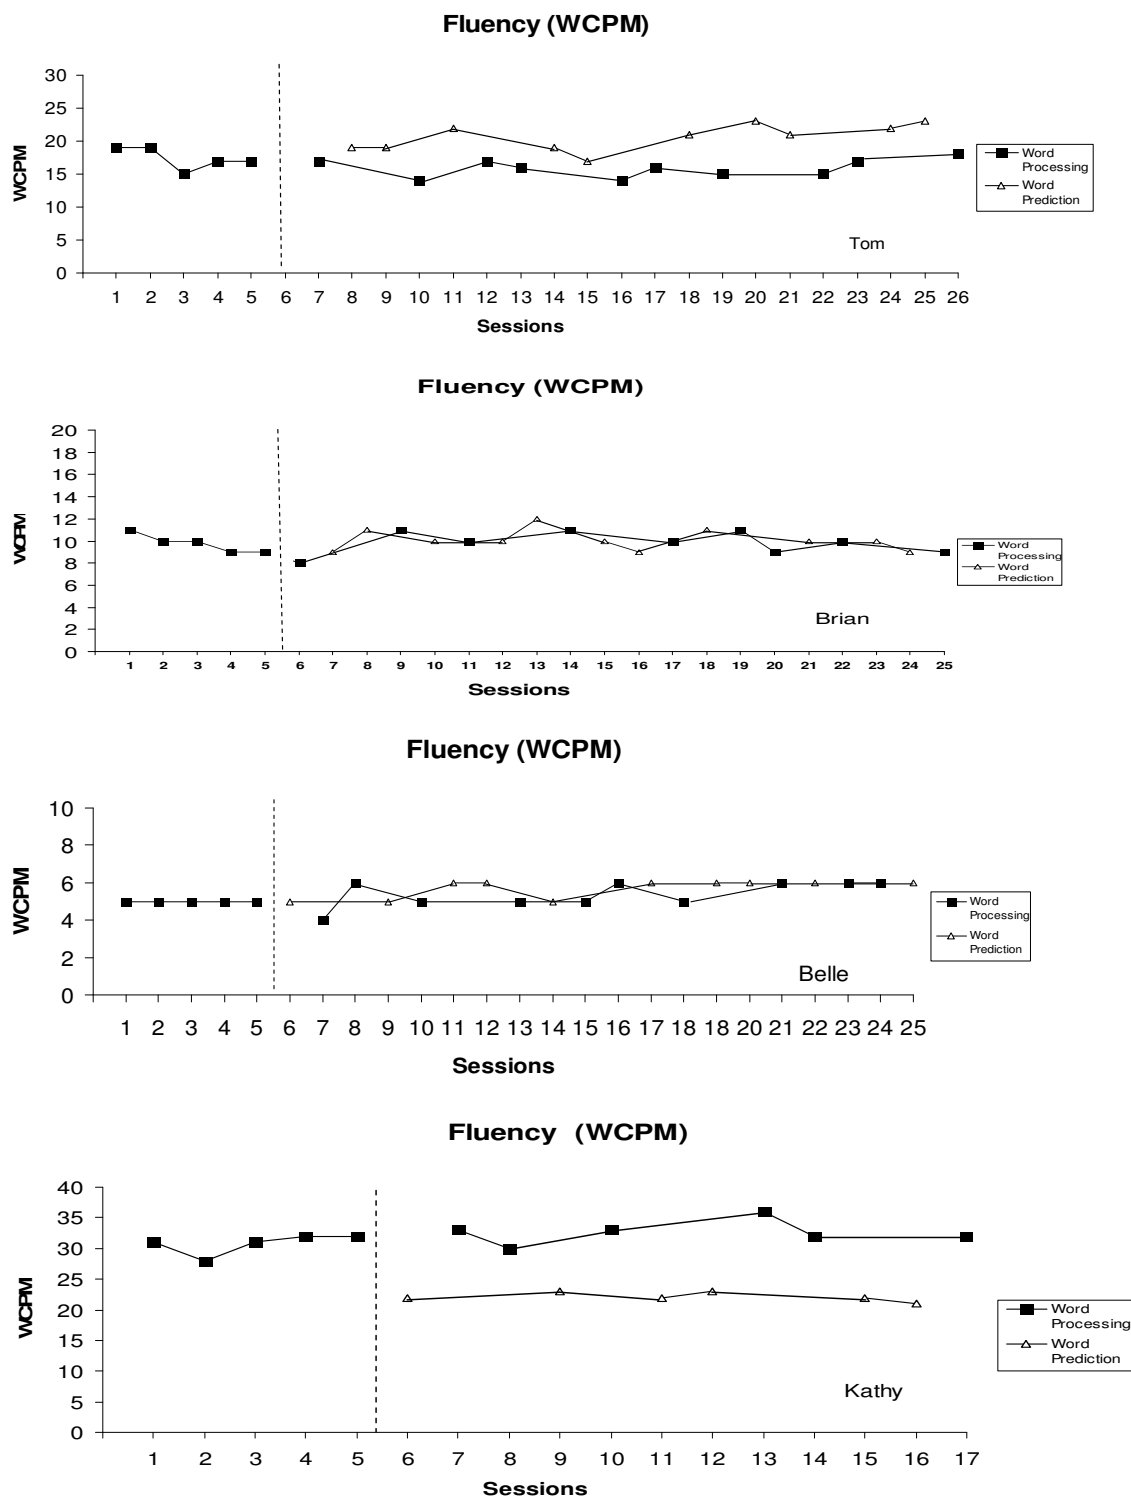 Fluency (WCPM)
30
25
20
15
10
5
0
WCPM
1 2 3 4 5 6 7 8 9 10 11 12 13 14 15 16 17 18 19 20 21 22 23 24 25 26
Sessions
Word
Processing
Word
Prediction
Tom
Fluency (WCPM)
20
18
16
14
12
10
8
6
4
2
0
WCPM
1 2 3 4 5 6 7 8 9 10 11 12 13 14 15 16 17 18 19 20 21 22 23 24 25
Sessions
Word
Processing
Word
Prediction
Brian
Fluency (WCPM)
10
8
6
4
2
0
WCPM
1 2 3 4 5 6 7 8 9 10 11 12 13 14 15 16 17 18 19 20 21 22 23 24 25
Sessions
Word
Processing
Word
Prediction
Belle
Fluency (WCPM)
40
35
30
25
20
15
10
5
0
WCPM
1 2 3 4 5 6 7 8 9 10 11 12 13 14 15 16 17
Sessions
Word
Processing
Word
Prediction
Kathy